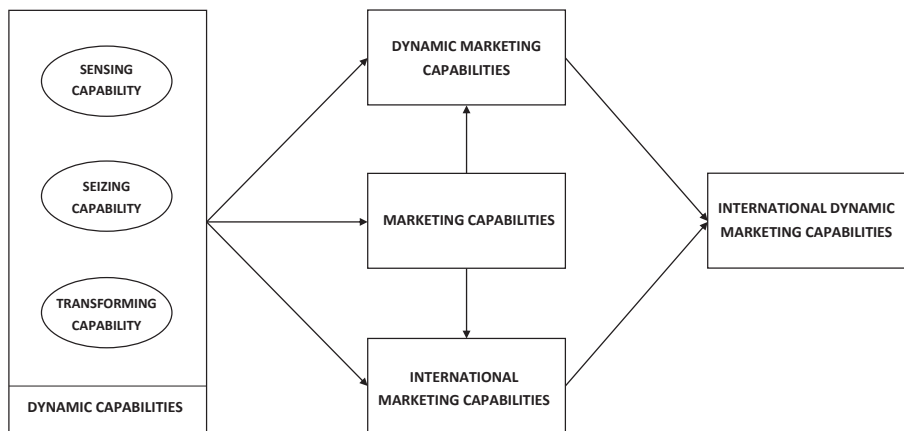 SENSING
CAPABILITY
SEIZING
CAPABILITY
TRANSFORMING
CAPABILITY
DYNAMIC CAPABILITIES
DYNAMIC MARKETING
CAPABILITIES
MARKETING CAPABILITIES
INTERNATIONAL
MARKETING CAPABILITIES
INTERNATIONAL DYNAMIC
MARKETING CAPABILITIES